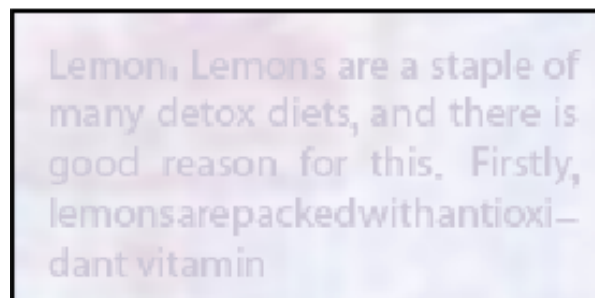 Lemon. Lemons are a staple of
many detox diets, and there is
good reason for this. Firstly,
lemonsarepackedwithantioxi–
dant vitamin